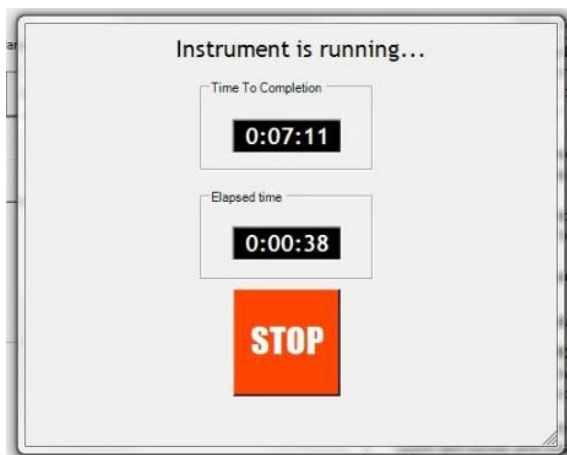 Instrument is running...
Time To Completion
0:07:11
Elapsed time
0:00:38
STOP